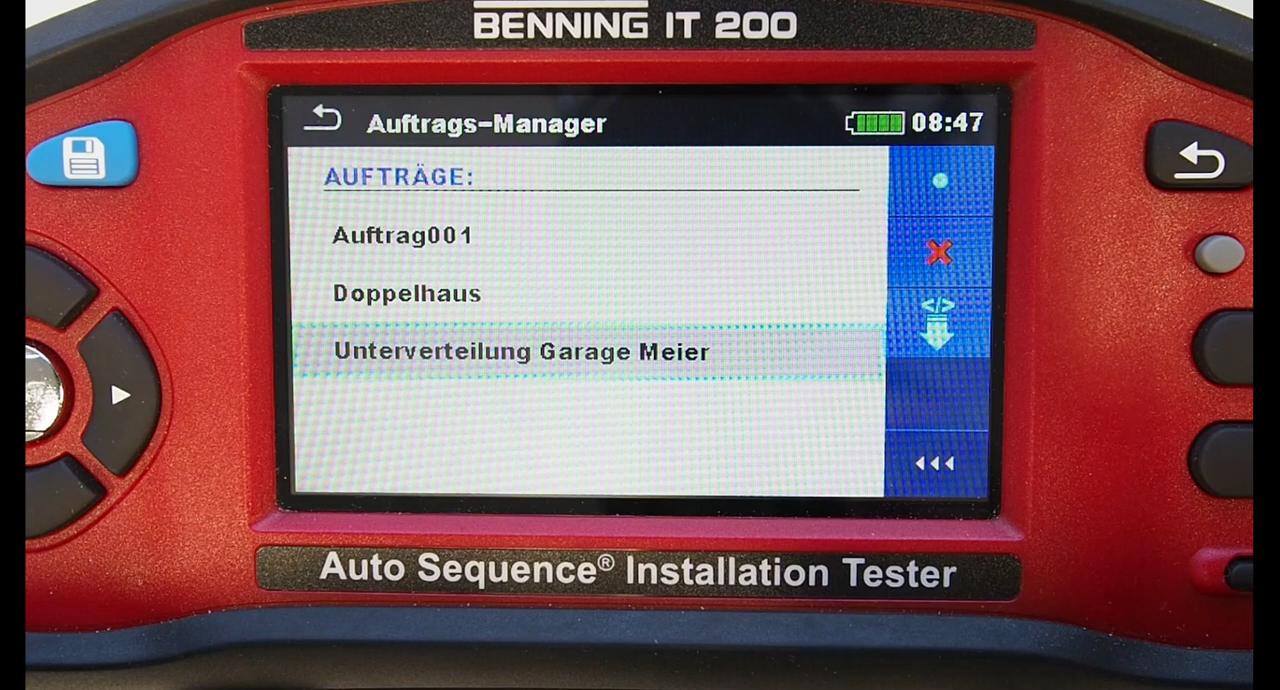 BENNING IT 200
Auftrags-Manager
08:47
AUFTRÄGE:
Auftrag001
Doppelhaus
Unterverteilung Garage Meier
Auto Sequence® Installation Tester